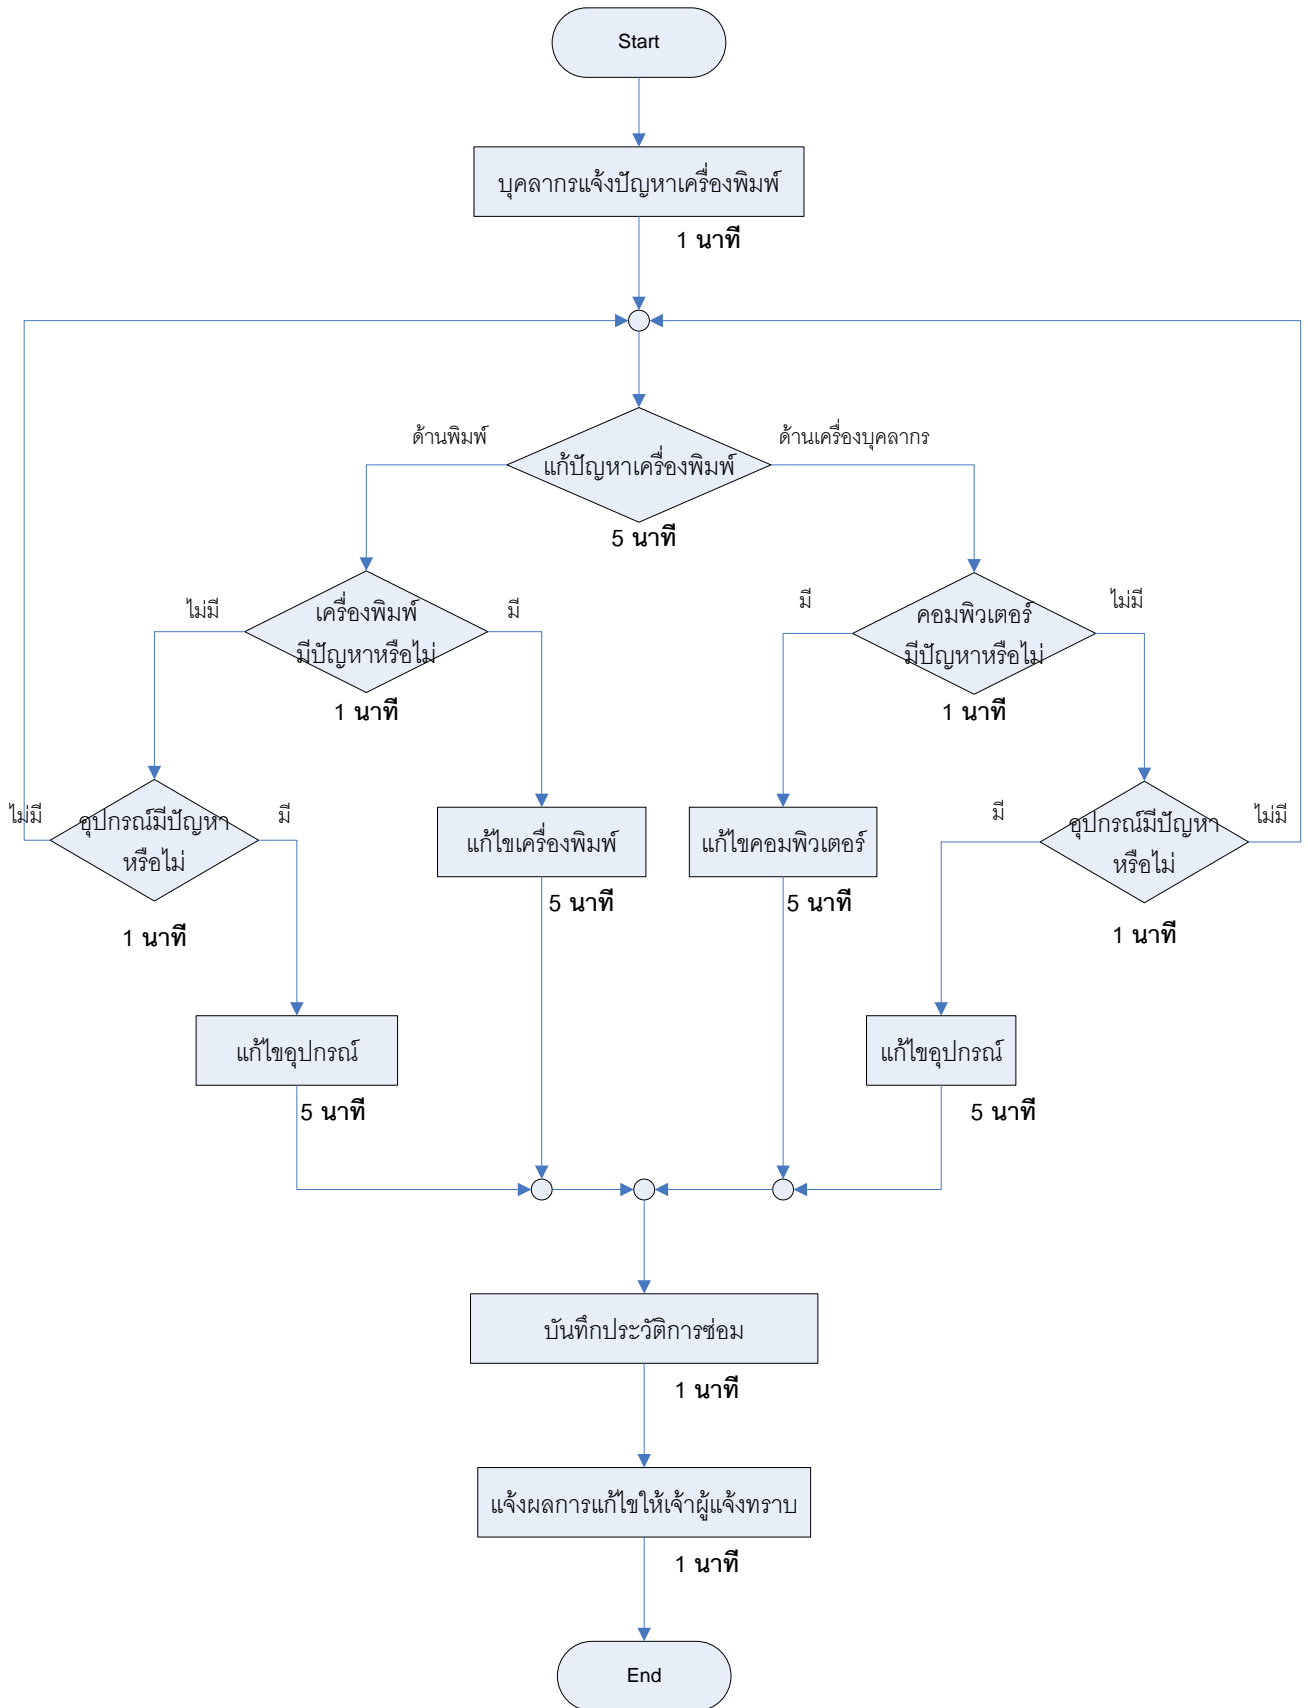 Start
บุคลากรแจ้งปัญหาเครื่องพิมพ์
1 นาที
ด้านพิมพ์
ด้านเครื่องบุคลากร
แก้ปัญหาเครื่องพิมพ์
5 นาที
ไม่มี
เครื่องพิมพ์
มีปัญหาหรือไม่
มี
1 นาที
มี
คอมพิวเตอร์
มีปัญหาหรือไม่
ไม่มี
1 นาที
ไม่มี
อุปกรณ์มีปัญหา
หรือไม่
มี
1 นาที
แก้ไขเครื่องพิมพ์
5 นาที
แก้ไขคอมพิวเตอร์
5 นาที
มี
อุปกรณ์มีปัญหา
หรือไม่
ไม่มี
1 นาที
แก้ไขอุปกรณ์
5 นาที
แก้ไขอุปกรณ์
5 นาที
บันทึกประวัติการซ่อม
1 นาที
แจ้งผลการแก้ไขให้เจ้าผู้แจ้งทราบ
1 นาที
End